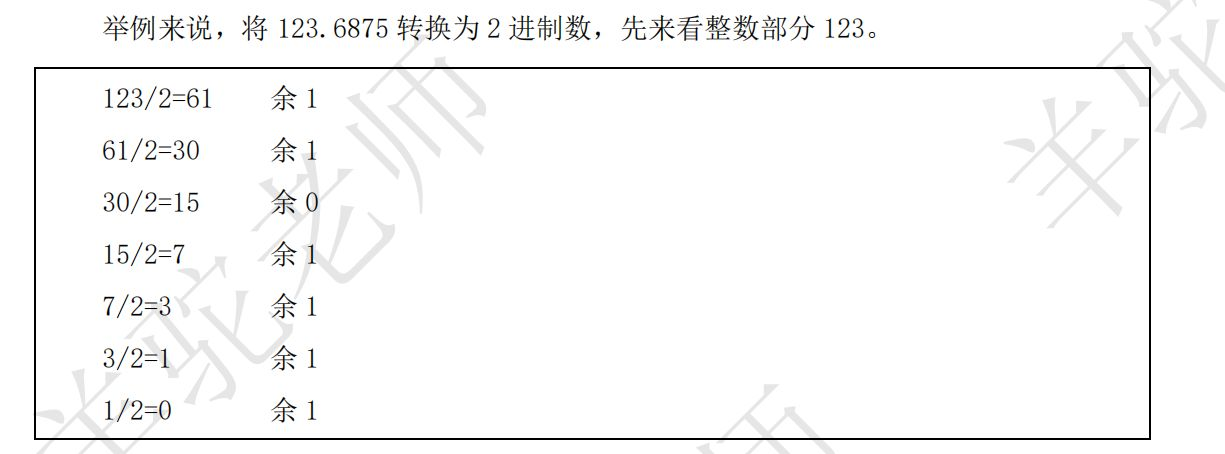 举例来说，将 123.6875 转换为 2 进制数，先来看整数部分 123。
123/2=61 余 1
61/2=30 余 1
30/2=15 余 0
15/2=7 余 1
7/2=3 余 1
3/2=1 余 1
1/2=0 余 1
羊驼老师
羊驼
师